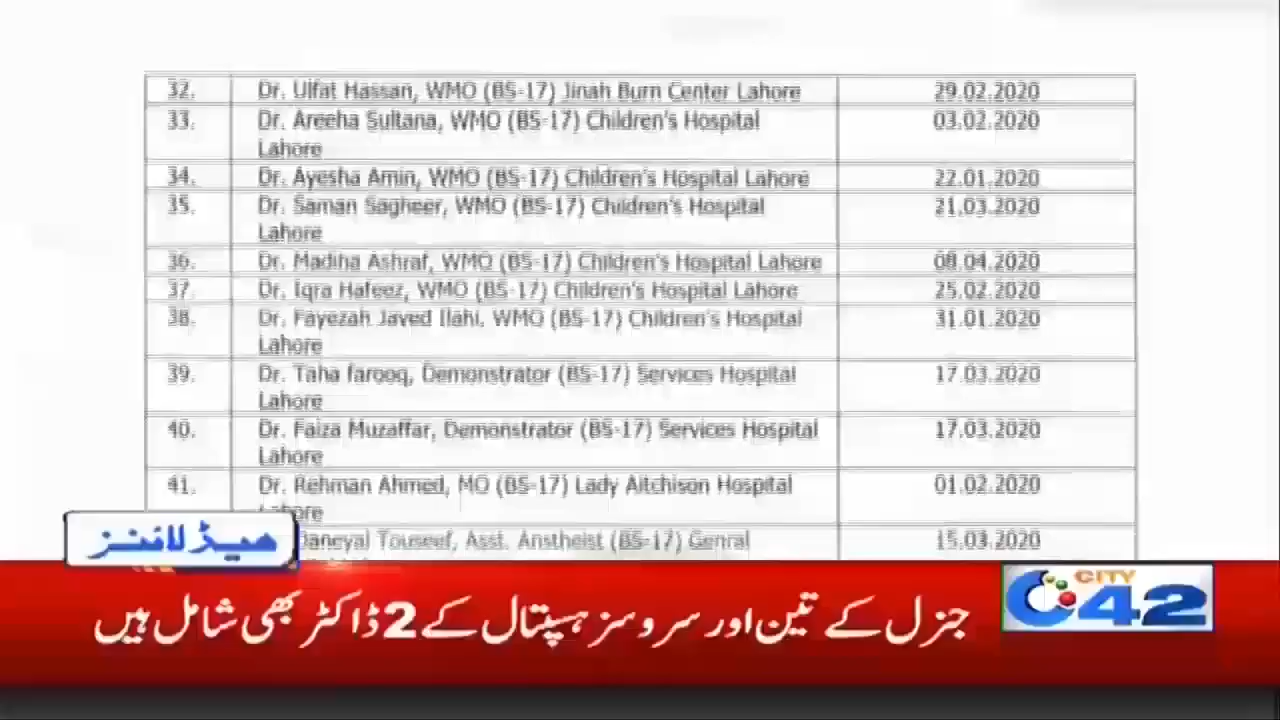 32. Dr. Ulfat Hassan, WMO (BS-17) Jinah Burn Center Lahore 29.02.2020
33. Dr. Areeha Sultana, WMO (BS-17) Children's Hospital 03.02.2020
Lahore
34. Dr. Ayesha Amin, WMO (BS-17) Children's Hospital Lahore 22.01.2020
35. Dr. Saman Sagheer, WMO (BS-17) Children's Hospital 21.03.2020
Lahore
36. Dr. Madiha Ashraf, WMO (BS-17) Children's Hospital Lahore 08.04.2020
37. Dr. Iqra Hafeez, WMO (BS-17) Children's Hospital Lahore 25.02.2020
38. Dr. Fayezah Javed Ilahi, WMO (BS-17) Children's Hospital 31.01.2020
Lahore
39. Dr. Taha farooq, Demonstrator (BS-17) Services Hospital 17.03.2020
Lahore
40. Dr. Faiza Muzaffar, Demonstrator (BS-17) Services Hospital 17.03.2020
Lahore
41. Dr. Rehman Ahmed, MO (BS-17) Lady Aitchison Hospital 01.02.2020
Lahore
Daneyal Touseef, Asst. Anstheist (BS-17) Genral 15.03.2020
ہیڈ لائنز
جنرل کے تین اور سروسز ہسپتال کے 2 ڈاکٹر بھی شامل ہیں
CITY
42